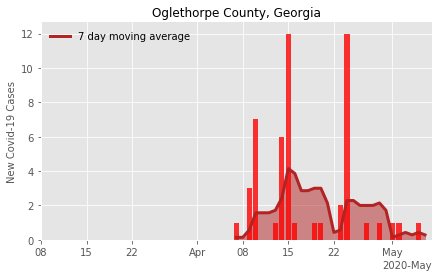 Oglethorpe County, Georgia
7 day moving average
New Covid-19 Cases
12
10
8
6
4
2
0
08 15 22 Apr 08 15 22 May
2020-May